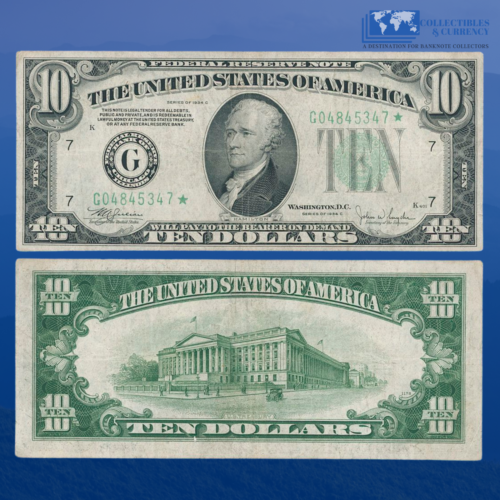 COLLECTIBLES
& CURRENCY
A DESTINATION FOR BANKNOTE COLLECTORS
FEDERAL RESERVE NOTE
10
10
THE UNITED STATES OF AMERICA
THIS NOTE IS LEGAL TENDER FOR ALL DEBTS,
PUBLIC AND PRIVATE, AND IS REDEEMABLE IN
LAWFUL MONEY AT THE UNITED STATES TREASURY,
OR AT ANY FEDERAL RESERVE BANK.
G04845347★
K
7
7
G
TEN
TEN
TEN
G04845347★
7
7
WASHINGTON, D.C.
HAMILTON
WILL PAY TO THE BEARER ON DEMAND
10
TEN DOLLARS
10
THE UNITED STATES OF AMERICA
10
TEN
10
TEN
10
TEN
10
TEN
TEN DOLLARS